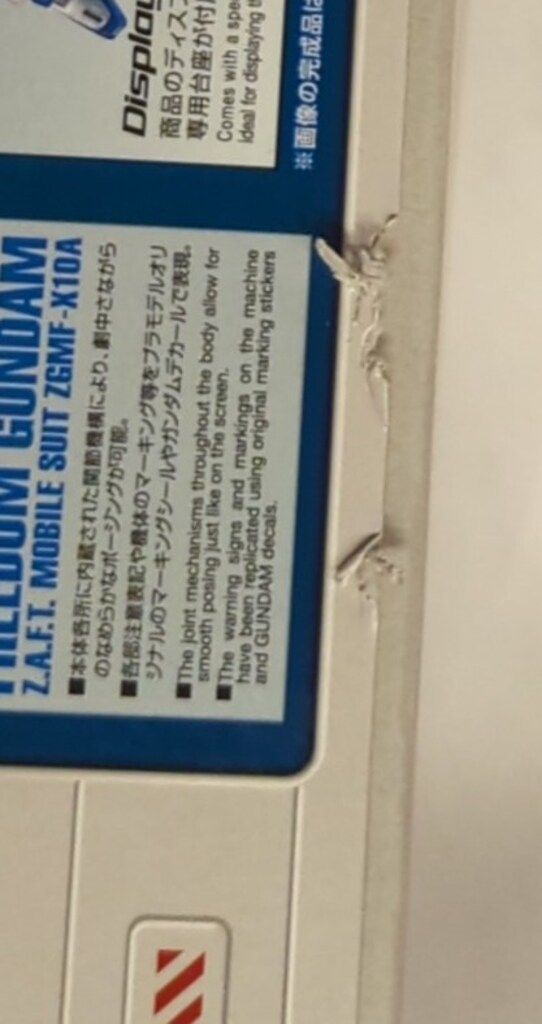 Display
商品のディス
専用台座が付
Comes with a spe
ideal for displaying t
※画像の完成品は
FREEDOM GUNDAM
Z.A.F.T. MOBILE SUIT ZGMF-X10A
■本体各所に内蔵された関節機構により、劇中さながら
のなめらかなポージングが可能。
■各部注意表記や機体のマーキング等をプラモデルオリ
ジナルのマーキングシールやガンダムデカールで表現。
■The joint mechanisms throughout the body allow for
smooth posing just like on the screen.
■The warning signs and markings on the machine
have been replicated using original marking stickers
and GUNDAM decals.